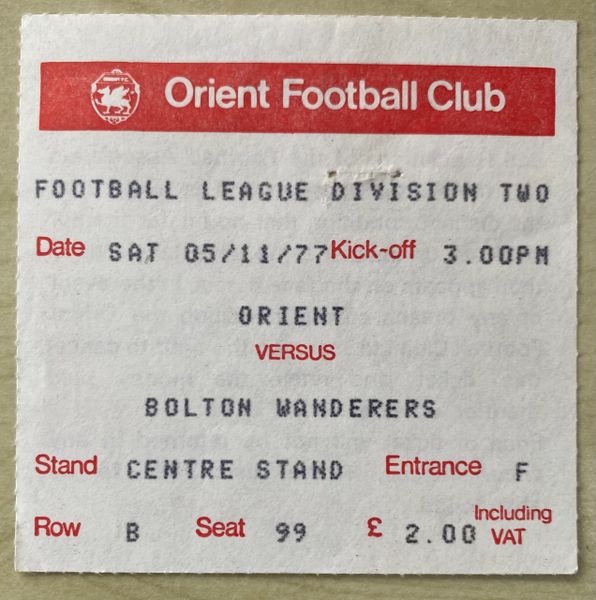 Orient Football Club
FOOTBALL LEAGUE DIVISION TWO
Date SAT 05/11/77 Kick-off 3.00PM
ORIENT
VERSUS
BOLTON WANDERERS
Stand CENTRE STAND Entrance F
Row B Seat 99 £ 2.00 Including
VAT